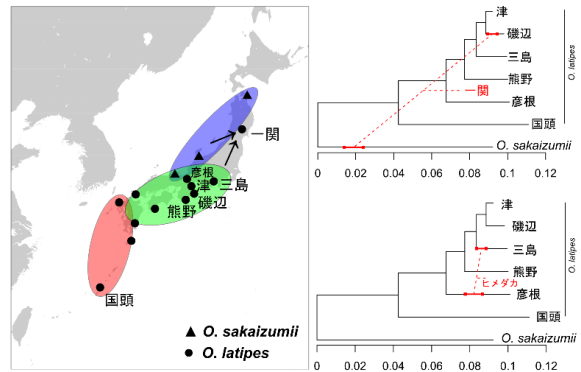 一関
彦根
津
三島
磯辺
熊野
国頭
▲ O. sakaizumii
● O. latipes
津
磯辺
三島
熊野
一関
彦根
国頭
O. sakaizumii
O. latipes
0 0.02 0.04 0.06 0.08 0.1 0.12
津
磯辺
三島
熊野
ヒメダカ
彦根
国頭
O. sakaizumii
O. latipes
0 0.02 0.04 0.06 0.08 0.1 0.12